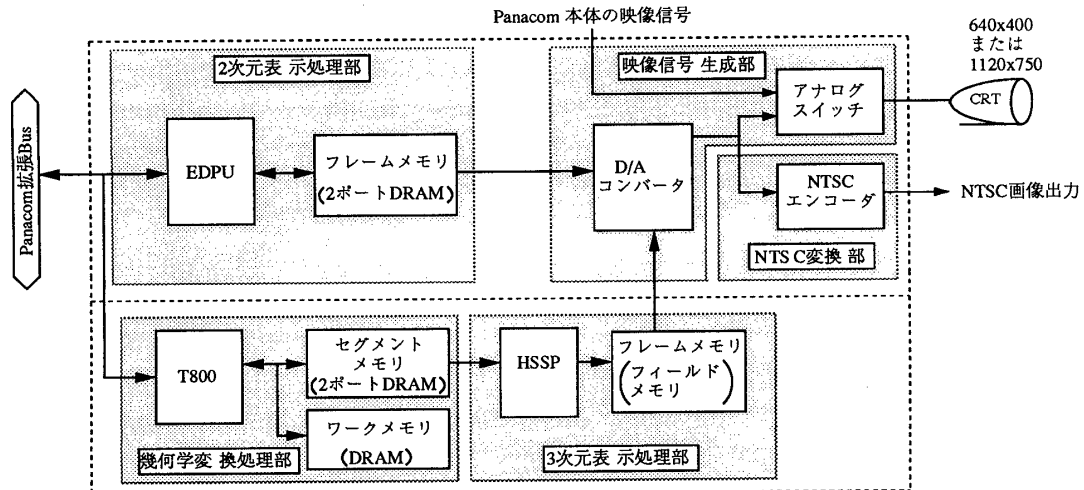 Panacom 本体の映像信号
640x400
または
1120x750
2次元表 示処理部
映像信号 生成部
アナログ
スイッチ
CRT
Panacom拡張Bus
EDPU
フレームメモリ
(2ポートDRAM)
D/A
コンバータ
NTSC
エンコーダ
NTSC画像出力
NTS C変換 部
T800
セグメント
メモリ
(2ポートDRAM)
HSSP
フレームメモリ
(フィールド
メモリ)
ワークメモリ
(DRAM)
幾何学変 換処理部
3次元表 示処理部